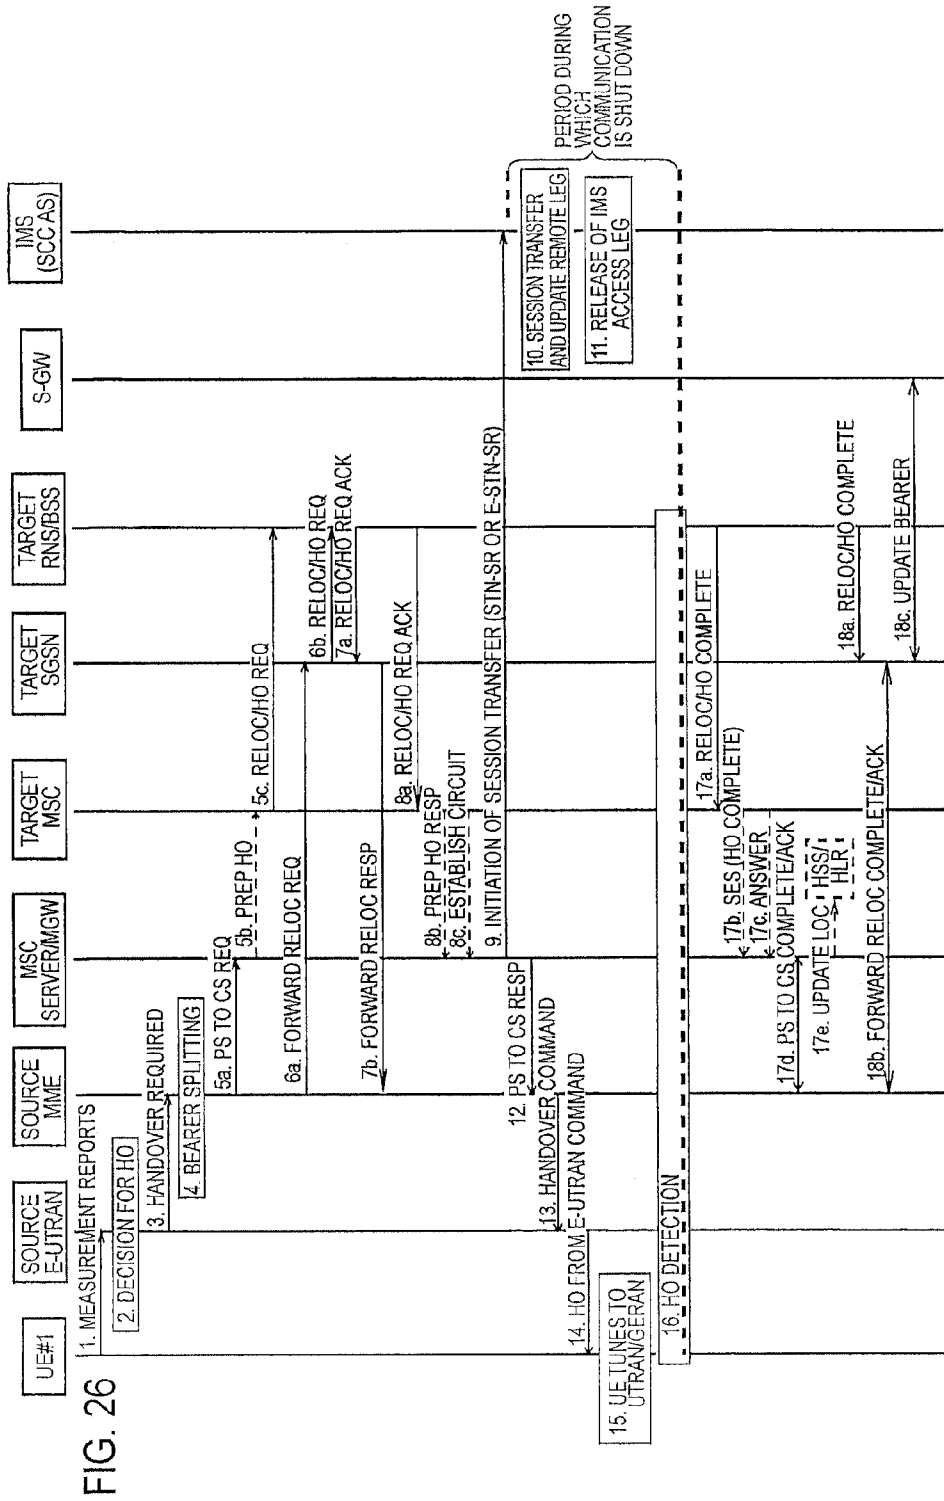 FIG. 26
UE#1
SOURCE
E-UTRAN
SOURCE
MME
MSC
SERVER/MGW
TARGET
MSC
TARGET
SGSN
TARGET
RNS/BSS
S-GW
IMS
(SCC AS)
1. MEASUREMENT REPORTS
2. DECISION FOR HO
3. HANDOVER REQUIRED
4. BEARER SPLITTING
5a. PS TO CS REQ
5b. PREP HO
5c. RELOC/HO REQ
6a. FORWARD RELOC REQ
6b. RELOC/HO REQ
7a. RELOC/HO REQ ACK
7b. FORWARD RELOC RESP
8a. RELOC/HO REQ ACK
8b. PREP HO RESP
8c. ESTABLISH CIRCUIT
9. INITIATION OF SESSION TRANSFER (STN-SR OR E-STN-SR)
10. SESSION TRANSFER
AND UPDATE REMOTE LEG
11. RELEASE OF IMS
ACCESS LEG
PERIOD DURING
WHICH
COMMUNICATION
IS SHUT DOWN
12. PS TO CS RESP
13. HANDOVER COMMAND
14. HO FROM E-UTRAN COMMAND
15. UE TUNES TO
UTRAN/GERAN
16. HO DETECTION
17a. RELOC/HO COMPLETE
17b. SES (HO COMPLETE)
17c. ANSWER
17d. PS TO CS COMPLETE/ACK
17e. UPDATE LOC
HSS/
HLR
18a. RELOC/HO COMPLETE
18b. FORWARD RELOC COMPLETE/ACK
18c. UPDATE BEARER